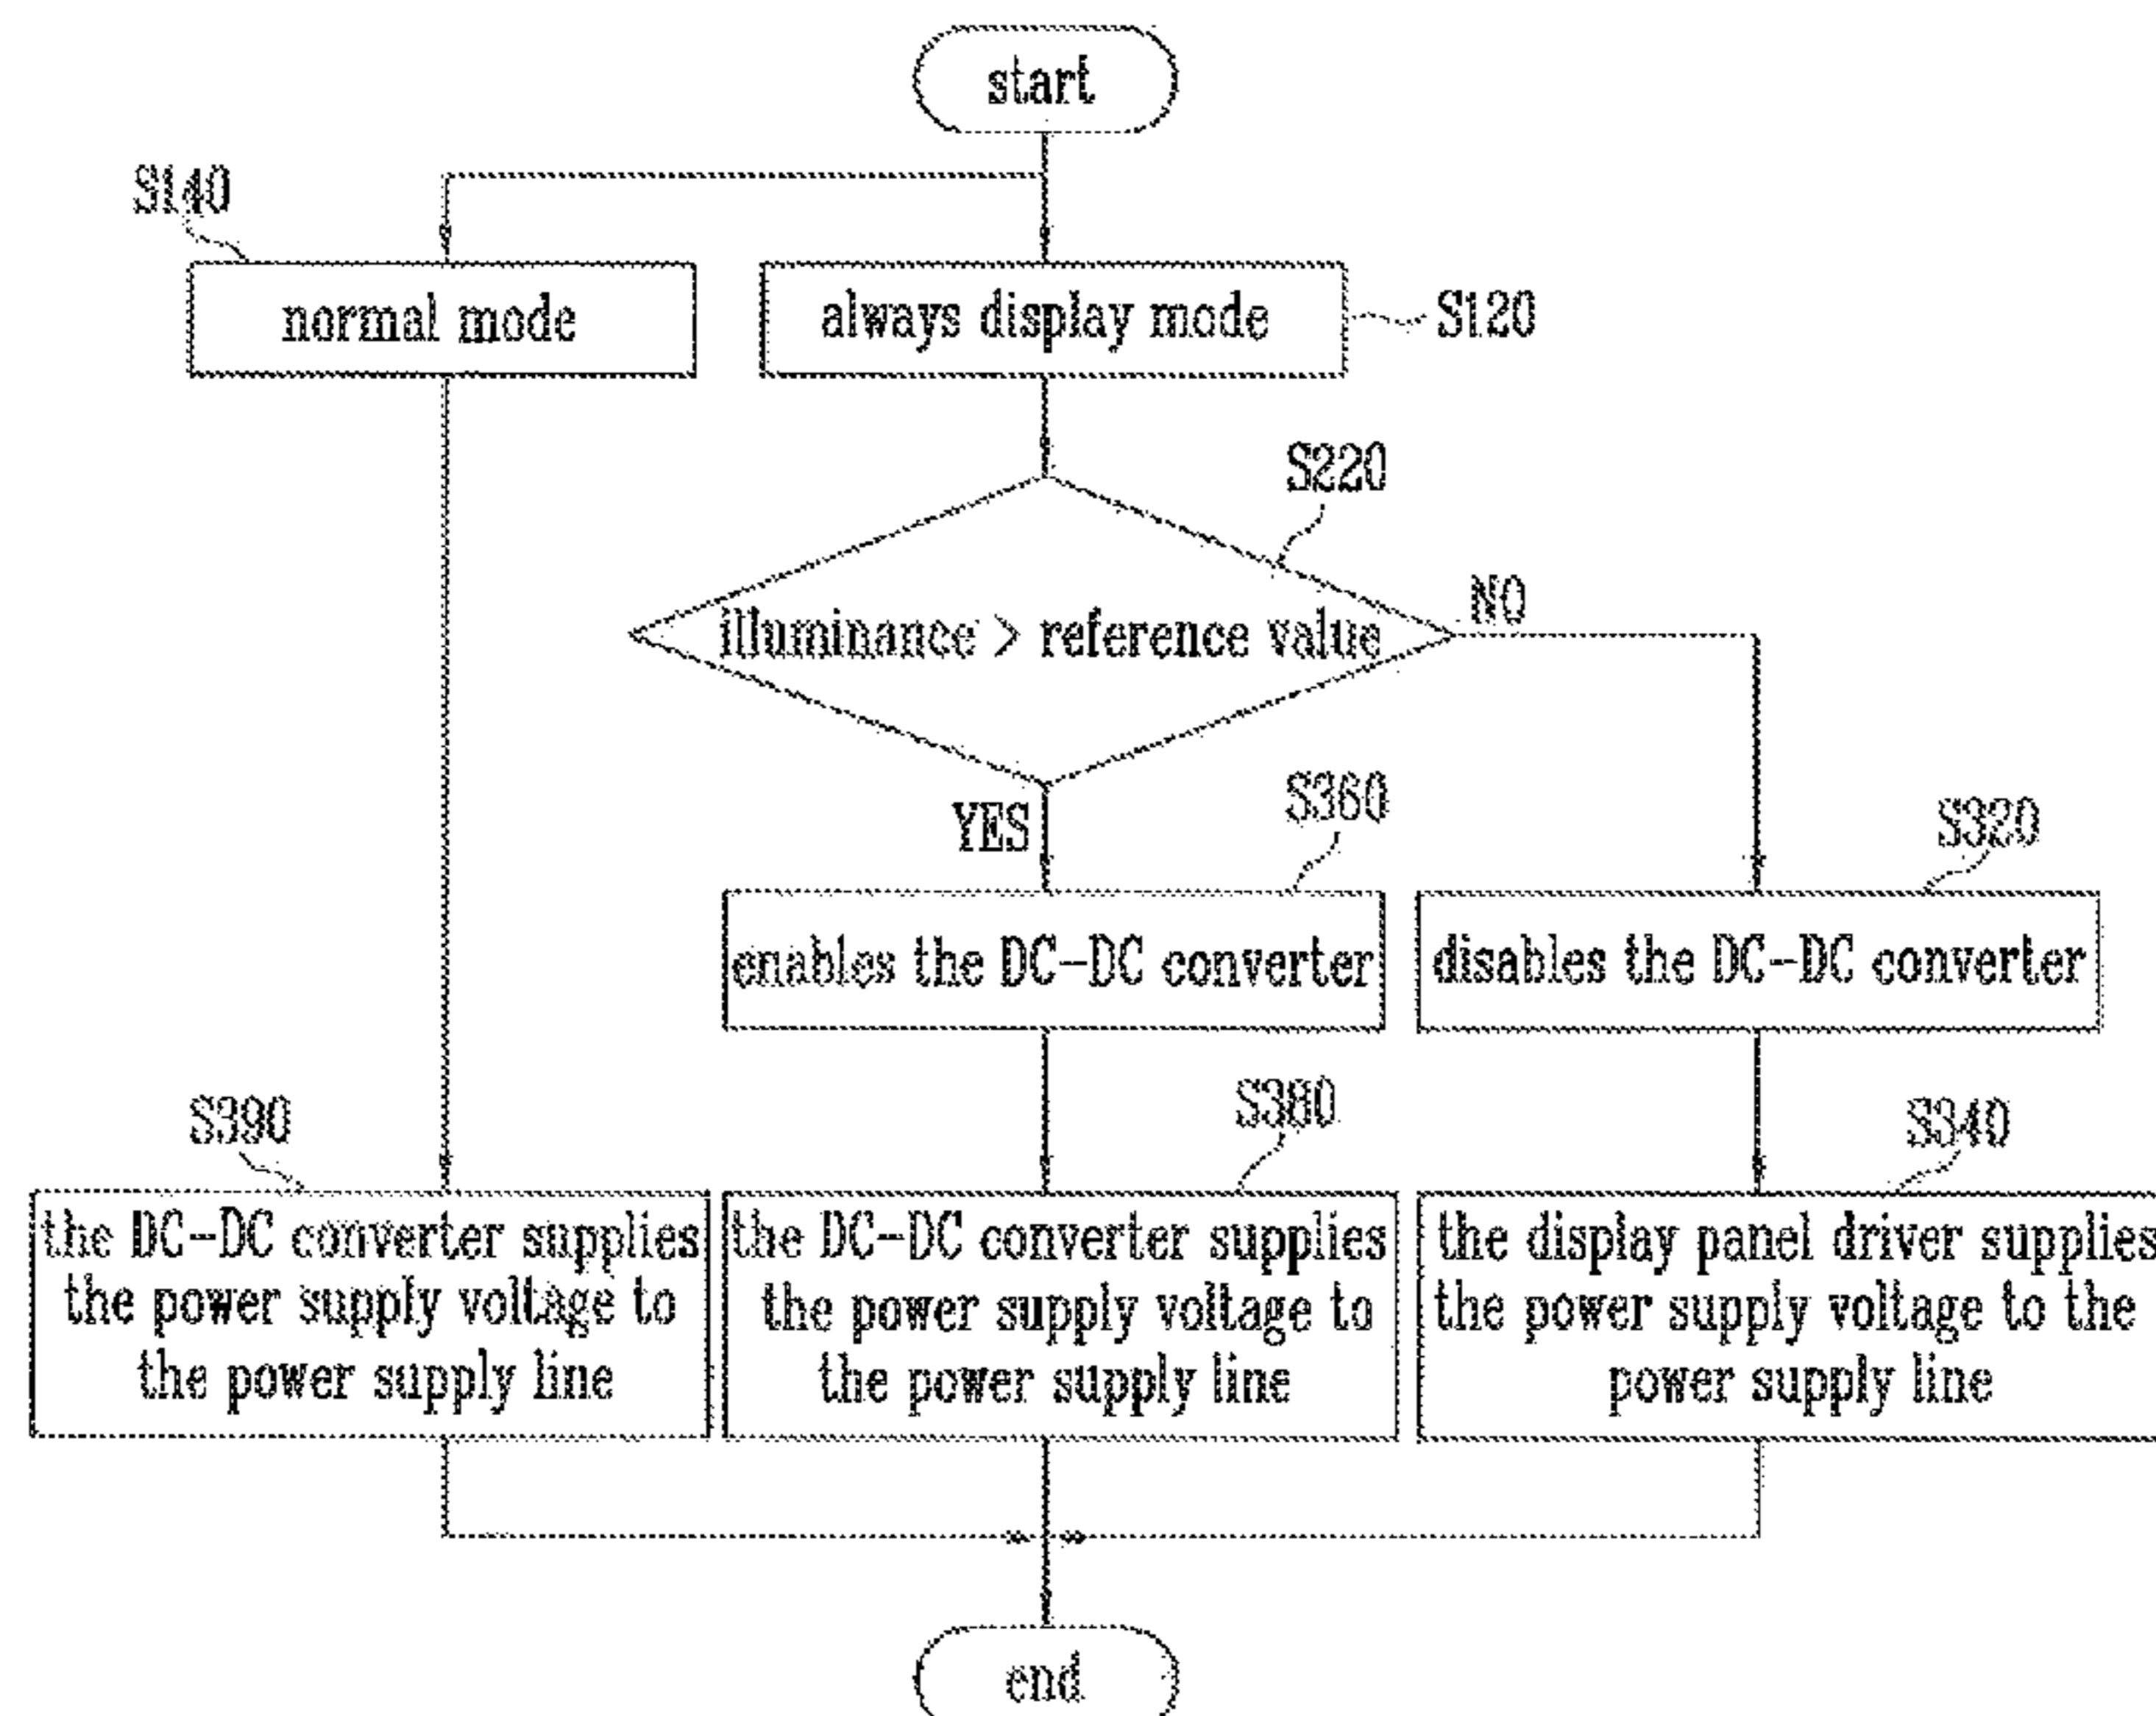 start
S140
normal mode
always display mode
S120
S220
illuminance > reference value
NO
YES
S360
S320
enables the DC-DC converter
disables the DC-DC converter
S390
S380
S340
the DC-DC converter supplies
the power supply voltage to
the power supply line
the DC-DC converter supplies
the power supply voltage to
the power supply line
the display panel driver supplies
the power supply voltage to the
power supply line
end